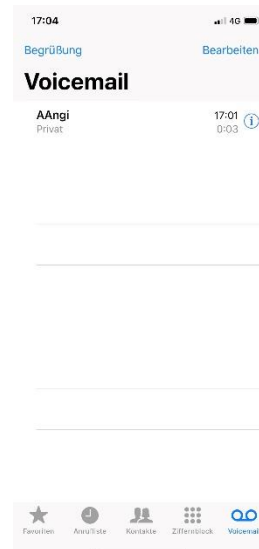 17:04 4G
Begrüßung Bearbeiten
Voicemail
AAngi 17:01
Privat 0:03
Favoriten Anrufliste Kontakte Ziffernblock Voicemail